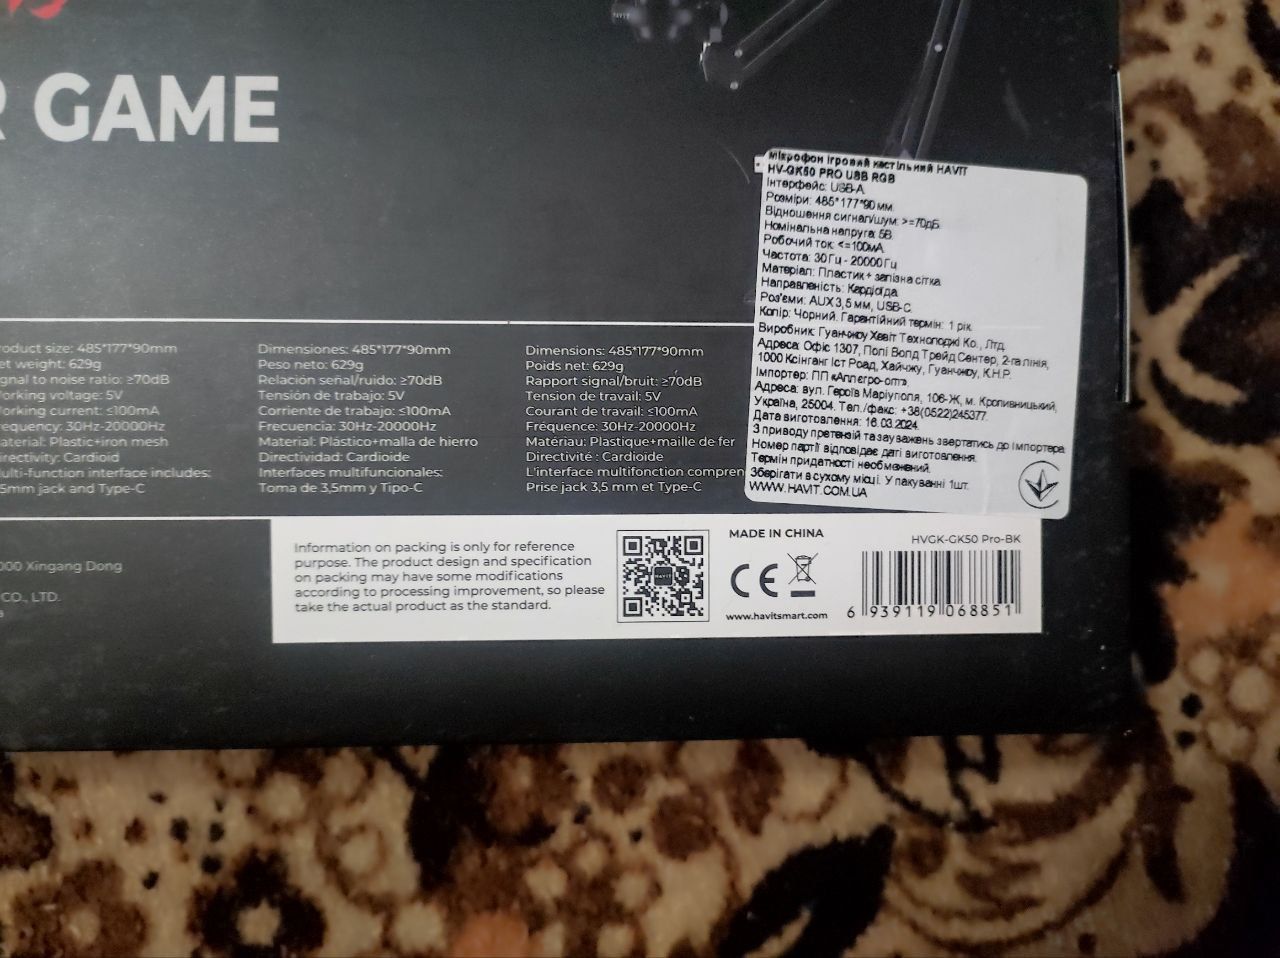 GAME
Мікрофон ігровий настільний HAVIT
HV-GK50 PRO USB RGB
Інтерфейс: USB-A
Розміри: 485*177*90 мм.
Відношення сигнал/шум: >=70дБ.
Номінальна напруга: 5В
Робочий ток: <=100мА
Частота: 30 Гц - 20000 Гц
Матеріал: Пластик + залізна сітка
Направленість: Кардіоїда
Роз'єми: AUX 3,5 мм, USB-C.
Колір: Чорний. Гарантійний термін: 1 рік.
Виробник: Гуанчжоу Хавіт Технолоджі Ко., Лтд.
Адреса: Офіс 1307, Полі Волд Трейд Сентер, 2-га лінія,
1000 Ксінганг Іст Роад, Хайчжу, Гуанчжоу, К.Н.Р.
Імпортер: ПП «Аллегро-опт».
Адреса: вул. Героїв Маріуполя, 106-Ж, м. Кропивницький,
Україна, 25004. Тел./факс: +38(0522)245377.
Дата виготовлення: 16.03.2024.
З приводу претензій та зауважень звертатись до імпортера.
Номер партії відповідає даті виготовлення.
Термін придатності необмежений.
Зберігати в сухому місці. У пакуванні 1шт.
WWW.HAVIT.COM.UA
roduct size: 485*177*90mm
et weight: 629g
ignal to noise ratio: ≥70dB
orking voltage: 5V
orking current: ≤100mA
requency: 30Hz-20000Hz
aterial: Plastic+iron mesh
irectivity: Cardioid
ulti-function interface includes:
5mm jack and Type-C
Dimensiones: 485*177*90mm
Peso neto: 629g
Relación señal/ruido: ≥70dB
Tensión de trabajo: 5V
Corriente de trabajo: ≤100mA
Frecuencia: 30Hz-20000Hz
Material: Plástico+malla de hierro
Directividad: Cardioide
Interfaces multifuncionales:
Toma de 3,5mm y Tipo-C
Dimensions: 485*177*90mm
Poids net: 629g
Rapport signal/bruit: ≥70dB
Tension de travail: 5V
Courant de travail: ≤100mA
Fréquence: 30Hz-20000Hz
Matériau: Plastique+maille de fer
Directivité : Cardioïde
L'interface multifonction compren
Prise jack 3,5 mm et Type-C
000 Xingang Dong
CO., LTD.
Information on packing is only for reference
purpose. The product design and specification
on packing may have some modifications
according to processing improvement, so please
take the actual product as the standard.
HAVIT
MADE IN CHINA
CE
www.havitsmart.com
HVGK-GK50 Pro-BK
6 939119 068851